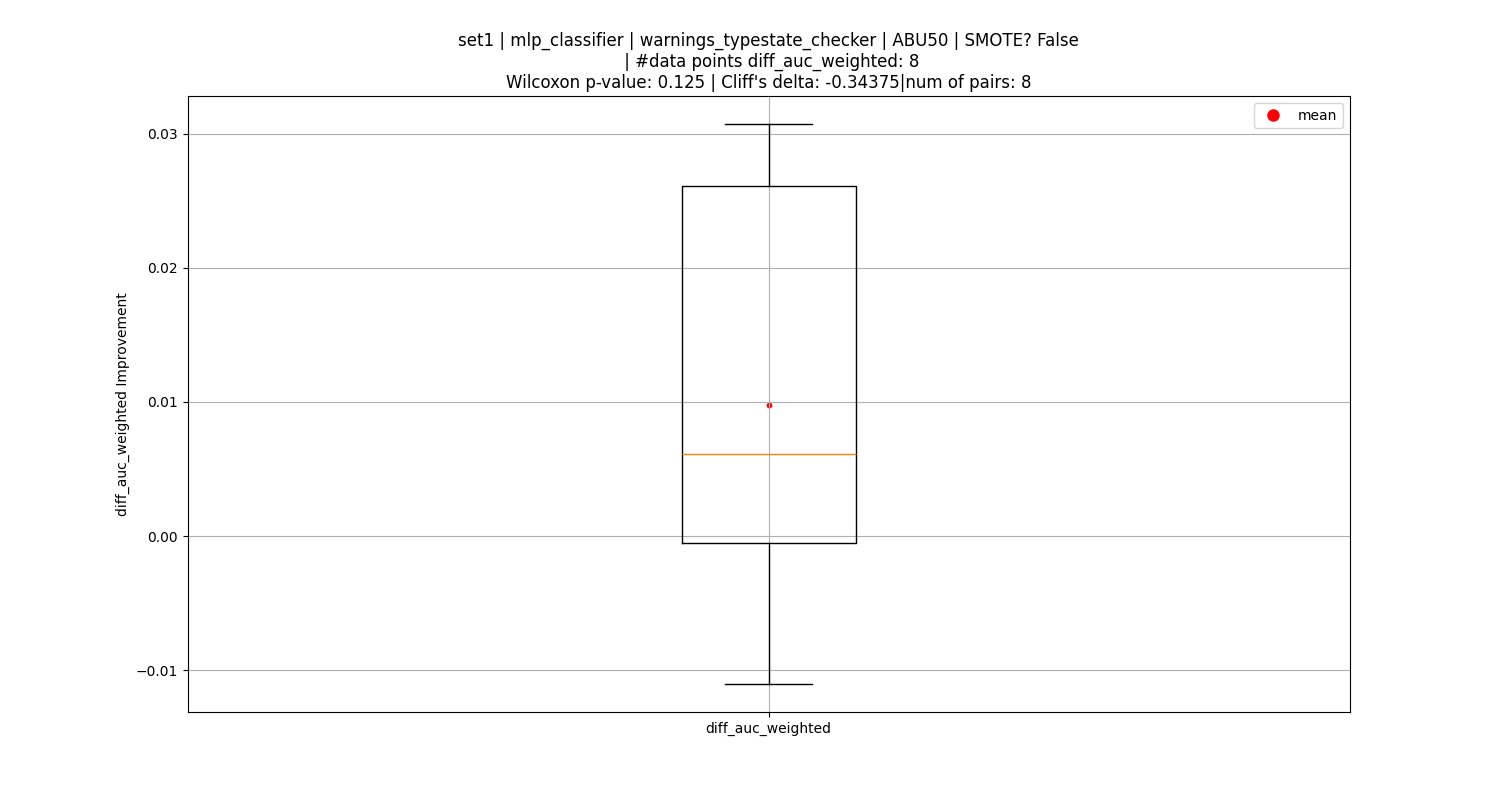 set1 | mlp_classifier | warnings_typestate_checker | ABU50 | SMOTE? False
| #data points diff_auc_weighted: 8
Wilcoxon p-value: 0.125 | Cliff's delta: -0.34375|num of pairs: 8
mean
0.03
0.02
0.01
0.00
−0.01
diff_auc_weighted Improvement
diff_auc_weighted